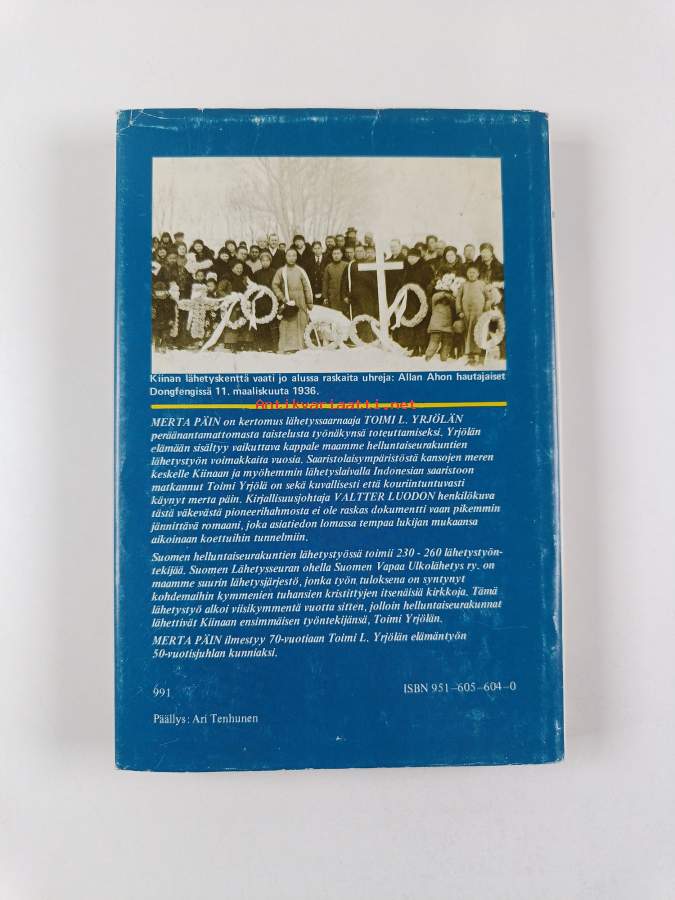 Kiinan lähetyskenttä vaati jo alussa raskaita uhreja: Allan Ahon hautajaiset
Dongfengissä 11. maaliskuuta 1936.
Antikvariaatti.net
MERTA PÄIN on kertomus lähetyssaarnaaja TOIMI L. YRJÖLÄN
peräänantamattomasta taistelusta työnäkynsä toteuttamiseksi. Yrjölän
elämään sisältyy vaikuttava kappale maamme helluntaiseurakuntien
lähetystyön voimakkaita vuosia. Saaristolaisympäristöstä kansojen meren
keskelle Kiinaan ja myöhemmin lähetyslaivalla Indonesian saaristoon
matkannut Toimi Yrjölä on sekä kuvallisesti että kouriintuntuvasti
käynyt merta päin. Kirjallisuusjohtaja VALTTER LUODON henkilökuva
tästä väkevästä pioneerihahmosta ei ole raskas dokumentti vaan pikemmin
jännittävä romaani, joka asiatiedon lomassa tempaa lukijan mukaansa
aikoinaan koettuihin tunnelmiin.
Suomen helluntaiseurakuntien lähetystyössä toimii 230 - 260 lähetystyön-
tekijää. Suomen Lähetysseuran ohella Suomen Vapaa Ulkolähetys ry. on
maamme suurin lähetysjärjestö, jonka työn tuloksena on syntynyt
kohdemaihin kymmenien tuhansien kristittyjen itsenäisiä kirkkoja. Tämä
lähetystyö alkoi viisikymmentä vuotta sitten, jolloin helluntaiseurakunnat
lähettivät Kiinaan ensimmäisen työntekijänsä, Toimi Yrjölän.
MERTA PÄIN ilmestyy 70-vuotiaan Toimi L. Yrjölän elämäntyön
50-vuotisjuhlan kunniaksi.
991
ISBN 951-605-604-0
Päällys: Ari Tenhunen